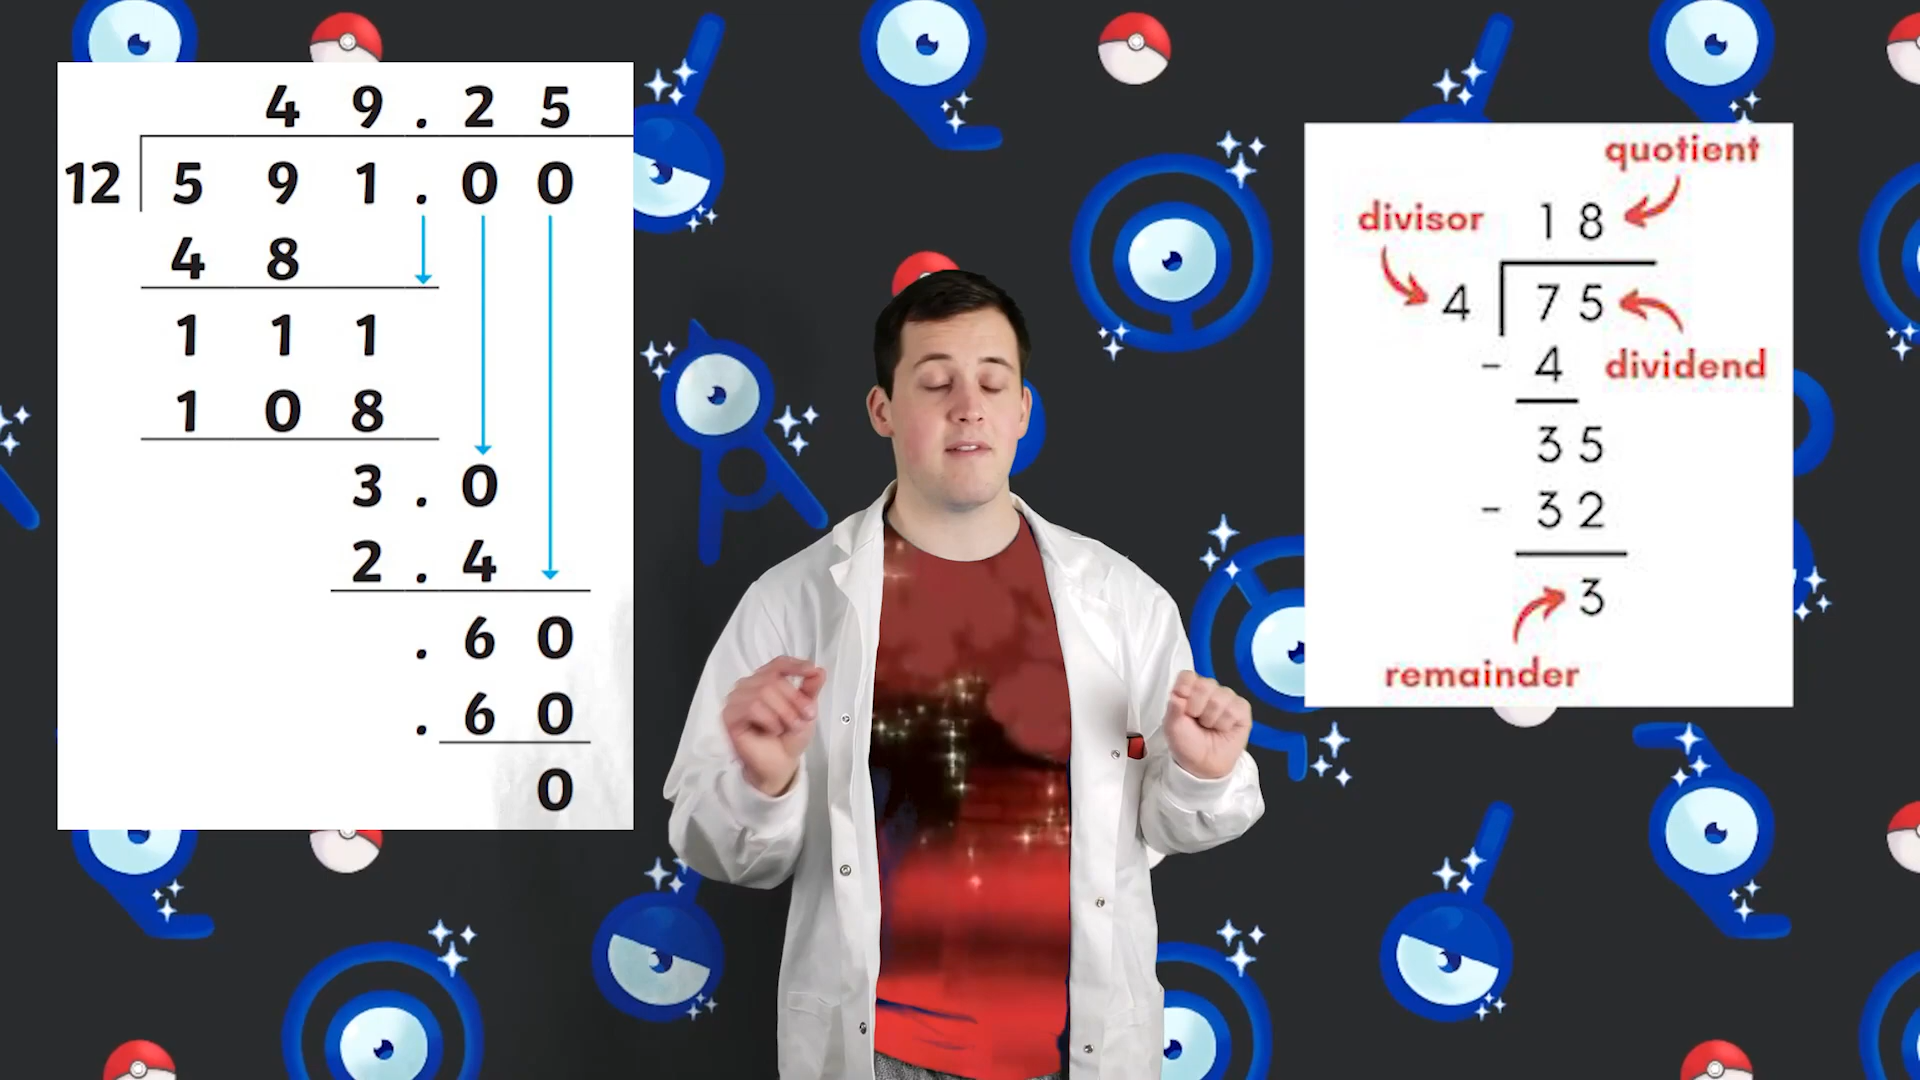 4 9 . 2 5
12 5 9 1 . 0 0
4 8
1 1 1
1 0 8
3 . 0
2 . 4
. 6 0
. 6 0
0
quotient
divisor 1 8
4 7 5
- 4 dividend
3 5
- 3 2
3
remainder